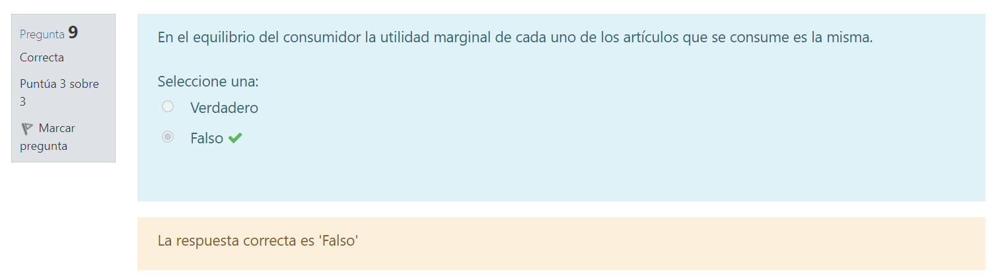 Pregunta 9
Correcta
Puntúa 3 sobre
3
Marcar
pregunta
En el equilibrio del consumidor la utilidad marginal de cada uno de los artículos que se consume es la misma.
Seleccione una:
Verdadero
Falso
La respuesta correcta es 'Falso'